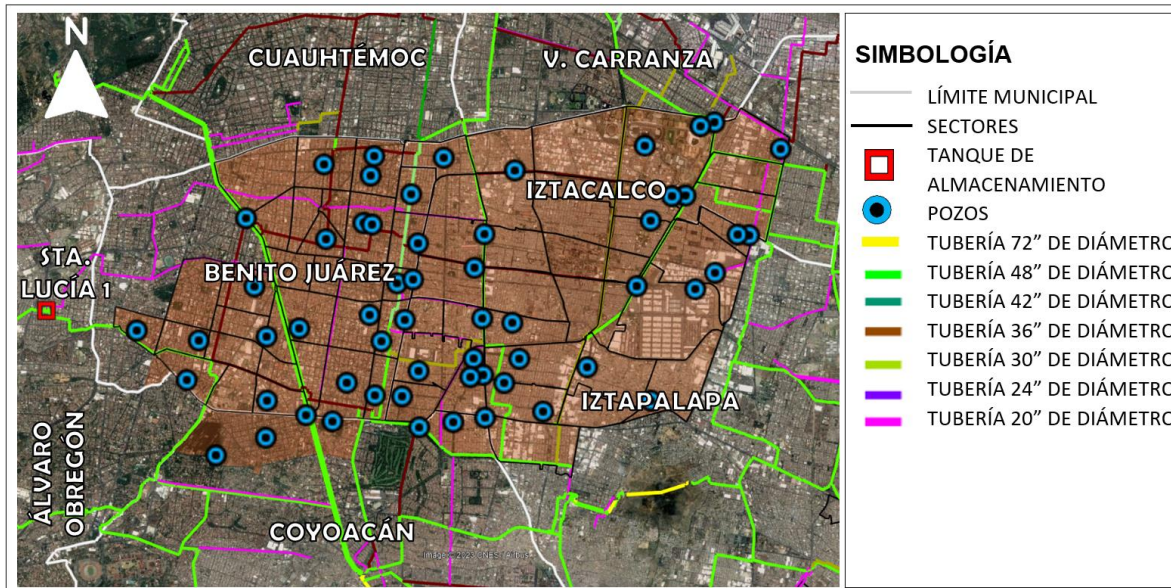 N
CUAUHTÉMOC
V. CARRANZA
IZTACALCO
STA.
LUCÍA 1
BENITO JUÁREZ
IZTAPALAPA
ÁLVARO
OBREGÓN
COYOACÁN
SIMBOLOGÍA
LÍMITE MUNICIPAL
SECTORES
TANQUE DE
ALMACENAMIENTO
POZOS
TUBERÍA 72” DE DIÁMETRO
TUBERÍA 48” DE DIÁMETRO
TUBERÍA 42” DE DIÁMETRO
TUBERÍA 36” DE DIÁMETRO
TUBERÍA 30” DE DIÁMETRO
TUBERÍA 24” DE DIÁMETRO
TUBERÍA 20” DE DIÁMETRO